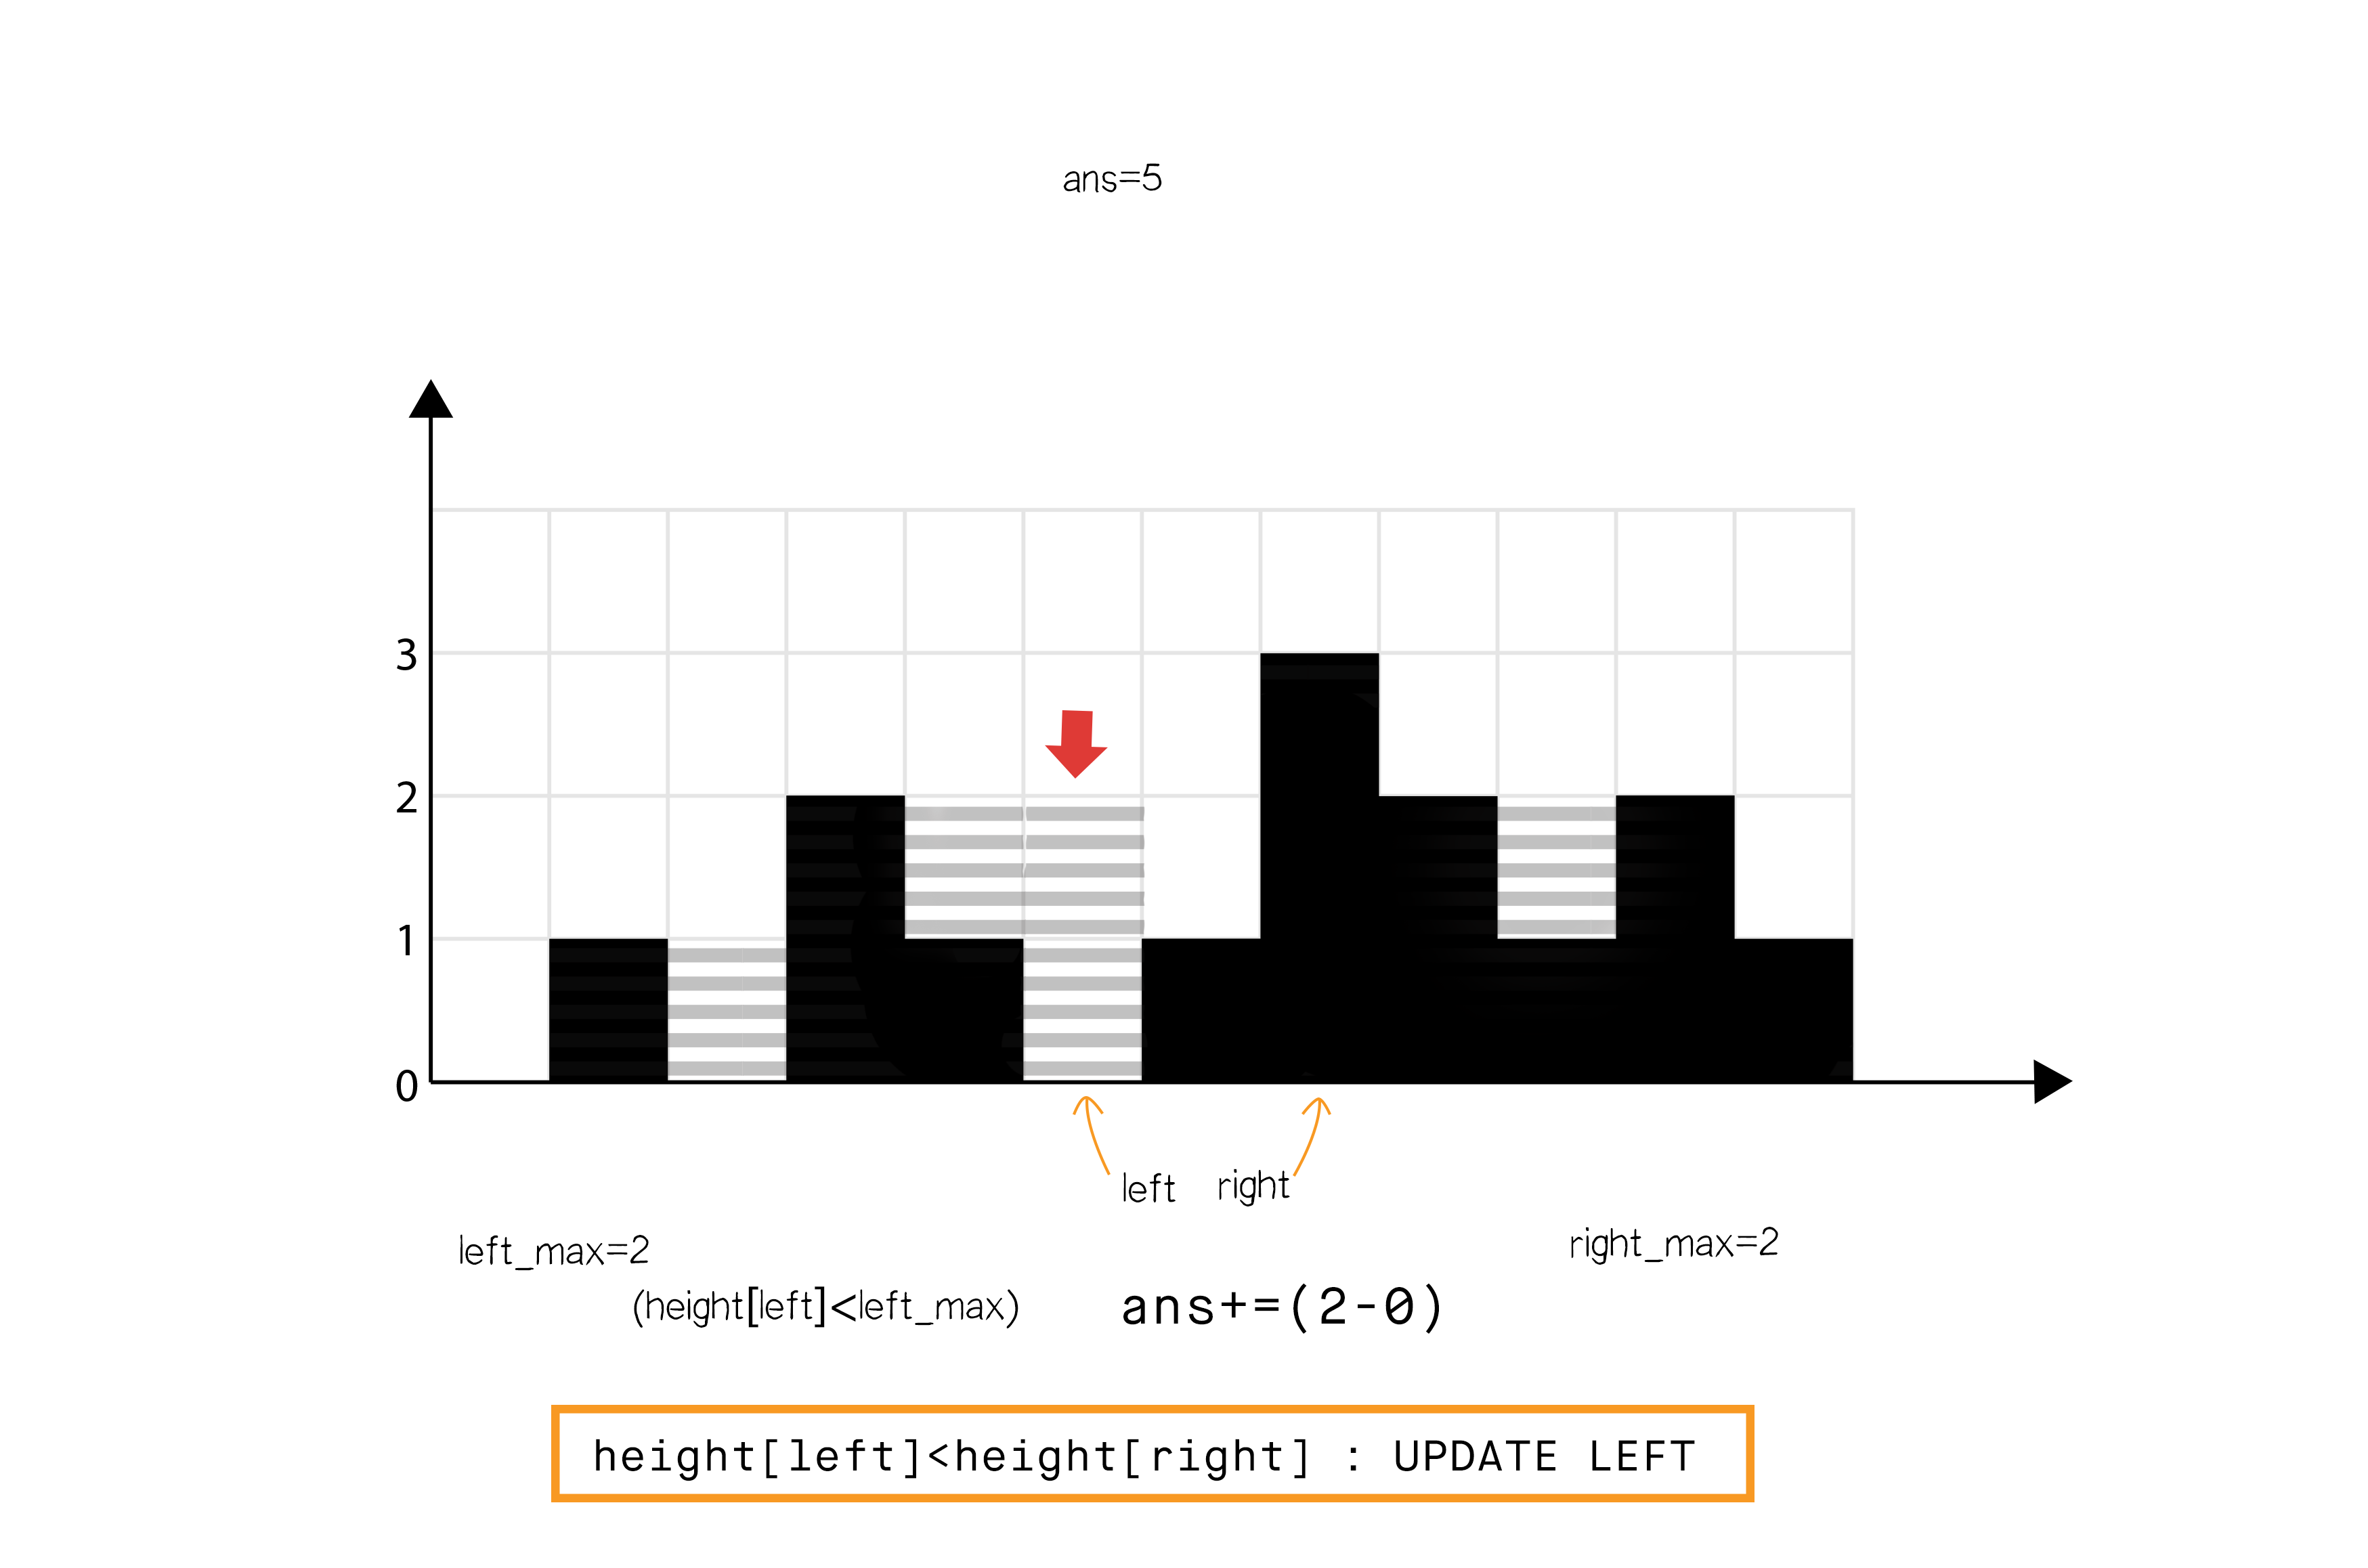 ans=5
3
2
1
0
left right
left_max=2 right_max=2
(height[left]<left_max) ans+=(2-0)
height[left]<height[right] : UPDATE LEFT